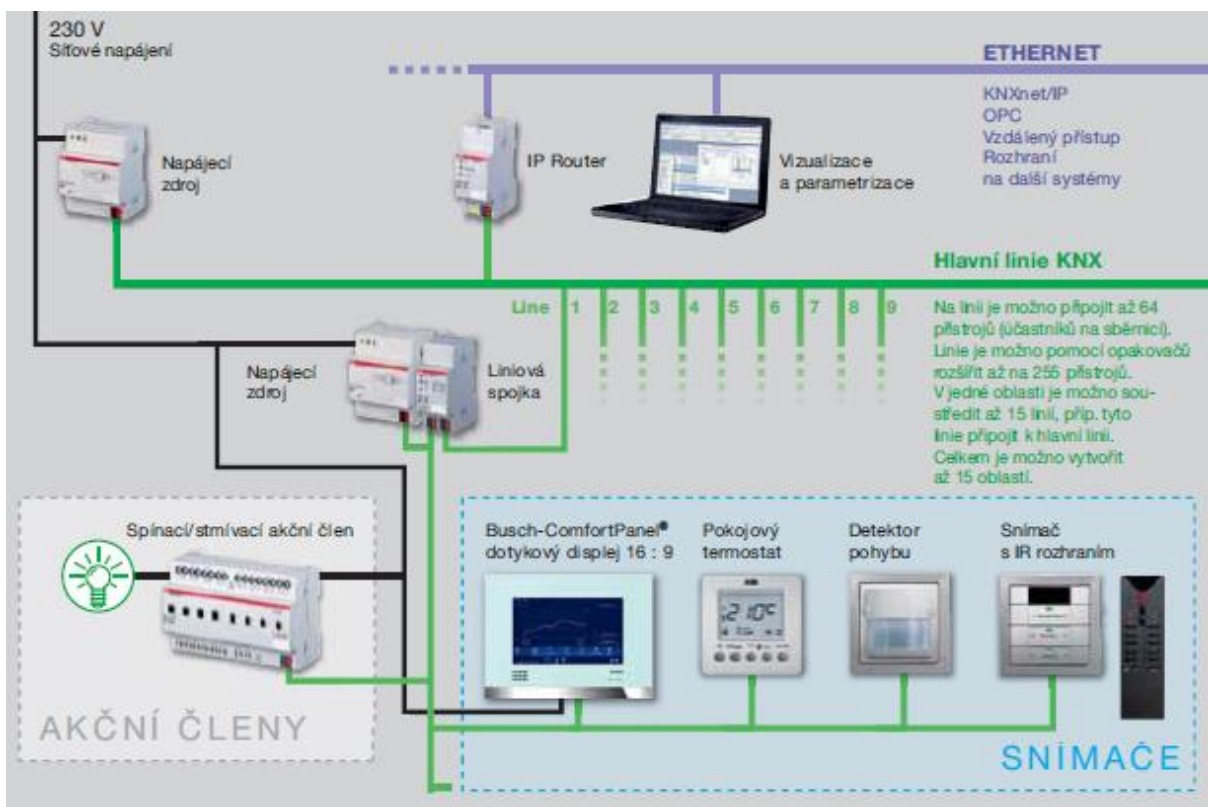 230 V
Síťové napájení
ETHERNET
KNXnet/IP
OPC
Vzdálený přístup
Rozhraní
na další systémy
Napájecí
zdroj
IP Router
Vizualizace
a parametrizace
Hlavní linie KNX
Line 1 2 3 4 5 6 7 8 9
Na linii je možno připojit až 64
přístrojů (účastníků na sběrnici).
Linie je možno pomocí opakovačů
rozšířit až na 255 přístrojů.
V jedné oblasti je možno sou-
středit až 15 linií, příp. tyto
linie připojit k hlavní linii.
Celkem je možno vytvořit
až 15 oblastí.
Napájecí
zdroj
Liniová
spojka
Spínací/stmívací akční člen
AKČNÍ ČLENY
Busch-ComfortPanel®
dotykový displej 16 : 9
Pokojový
termostat
Detektor
pohybu
Snímač
s IR rozhraním
210C
SNÍMAČE